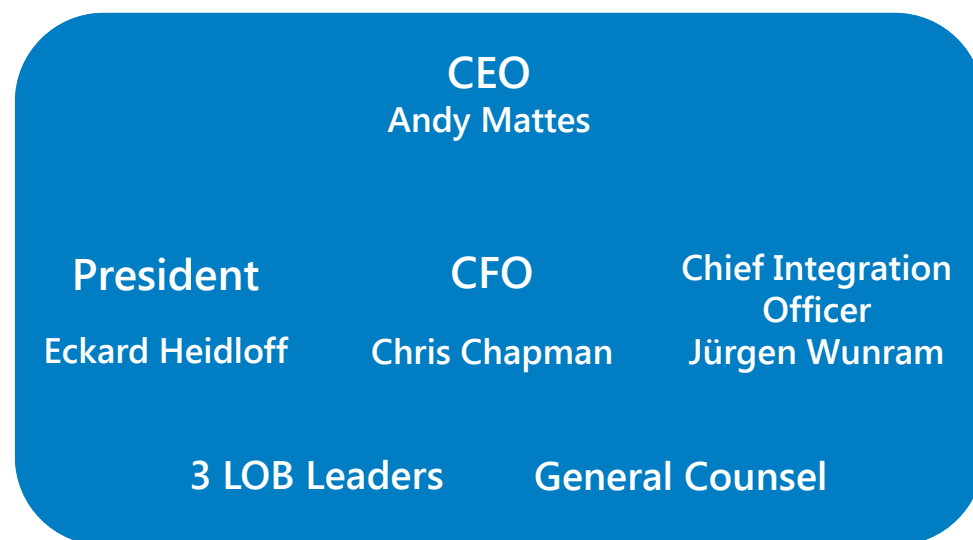 CEO
Andy Mattes
President
CFO
Chief Integration
Officer
Eckard Heidloff
Chris Chapman
Jürgen Wunram
3 LOB Leaders
General Counsel